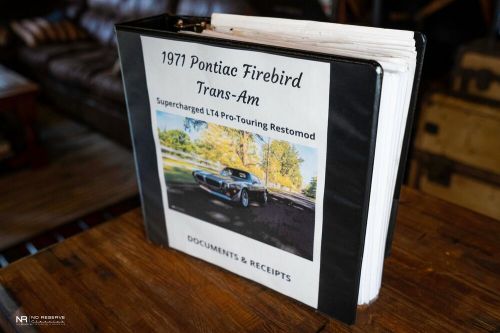 1971 Pontiac Firebird
Trans-Am
Supercharged LT4 Pro-Touring Restomod
DOCUMENTS & RECEIPTS
NR NO RESERVE